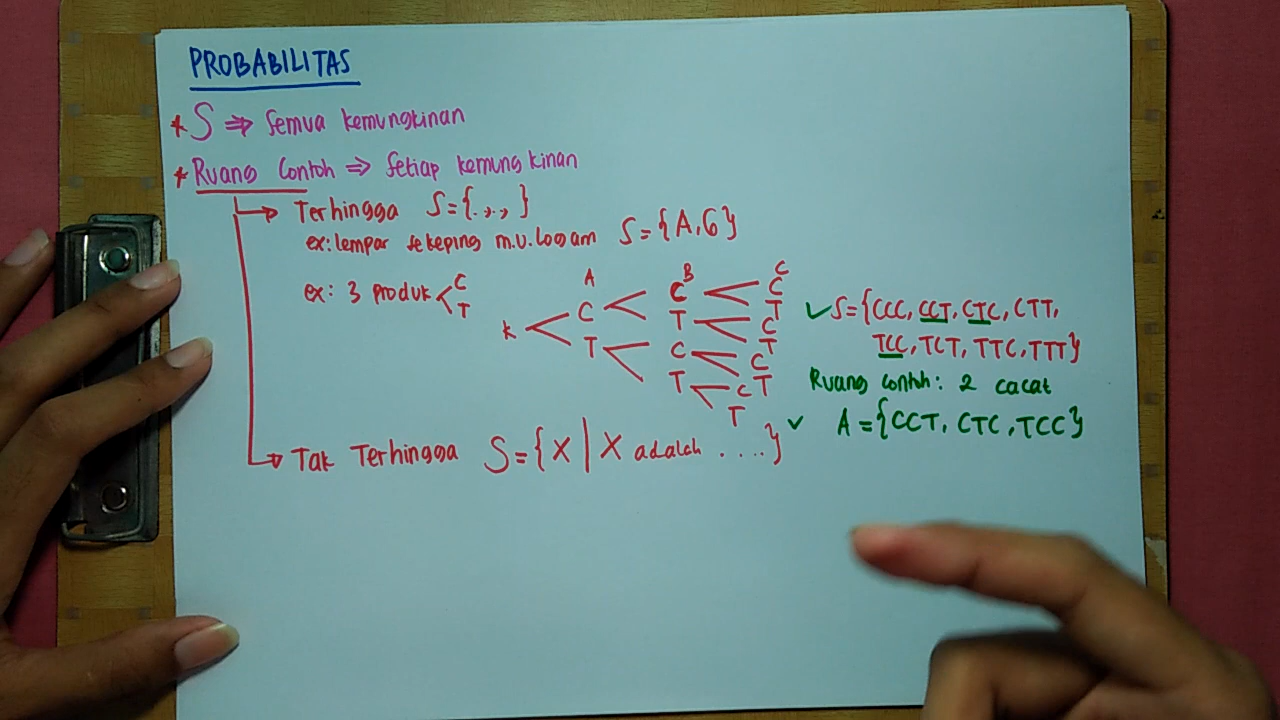 PROBABILITAS
* S ⇒ Semua kemungkinan
* Ruang Contoh ⇒ Setiap kemungkinan
Terhingga S={.,.,}
ex: lempar sekeping m.u.logam S={A,G}
ex: 3 produk < C
T
A B C
K
C C C
T
T C
T
T C C
T
T C
T
✓ S={CCC, CCT, CTC, CTT,
TCC, TCT, TTC, TTT}
Ruang Contoh: 2 cacat
✓ A={CCT, CTC, TCC}
Tak Terhingga S={X|X adalah ....}